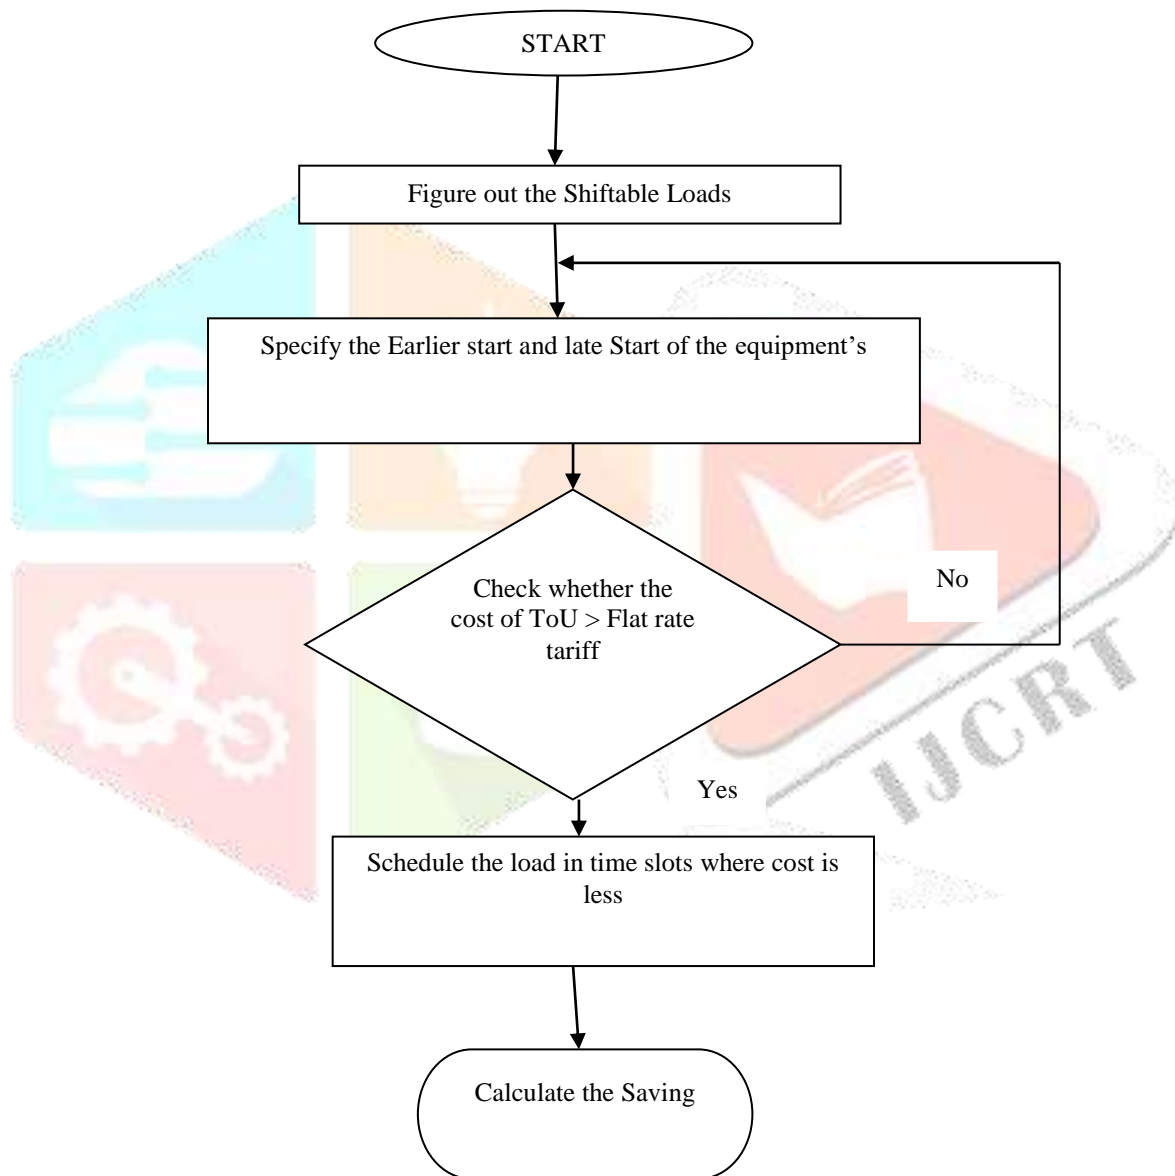 START
Figure out the Shiftable Loads
Specify the Earlier start and late Start of the equipment's
Check whether the
cost of ToU > Flat rate
tariff
No
Yes
Schedule the load in time slots where cost is
less
Calculate the Saving
IJCRT